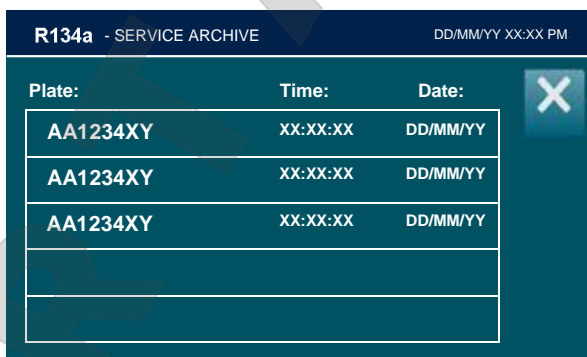 R134a - SERVICE ARCHIVE DD/MM/YY XX:XX PM
Plate: Time: Date:
AA1234XY XX:XX:XX DD/MM/YY
AA1234XY XX:XX:XX DD/MM/YY
AA1234XY XX:XX:XX DD/MM/YY